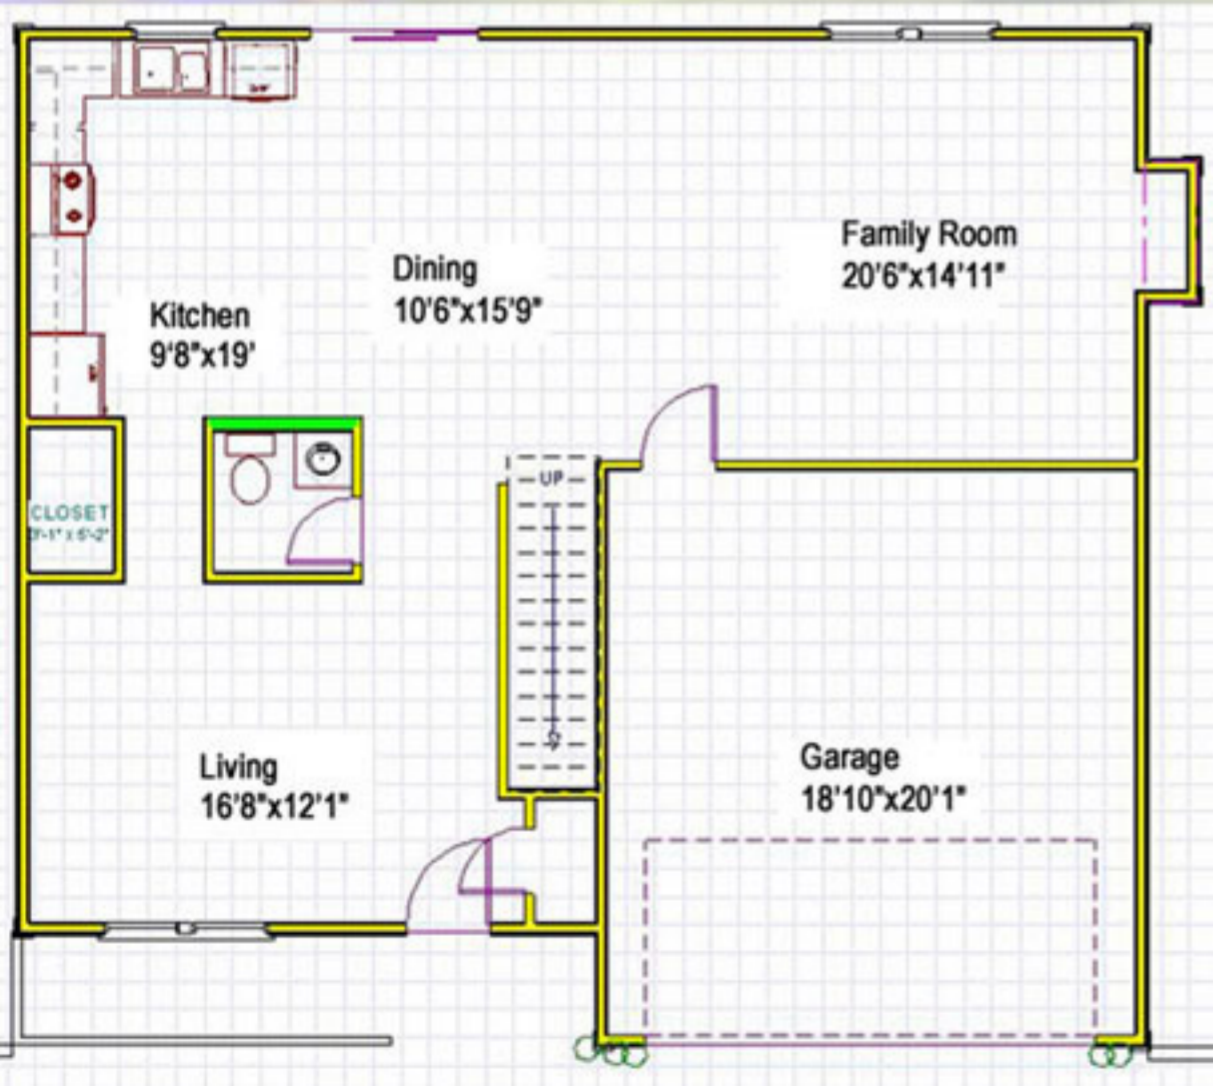 Family Room
20'6"x14'11"
Dining
10'6"x15'9"
Kitchen
9'8"x19'
UP
CLOSET
Living
16'8"x12'1"
Garage
18'10"x20'1"